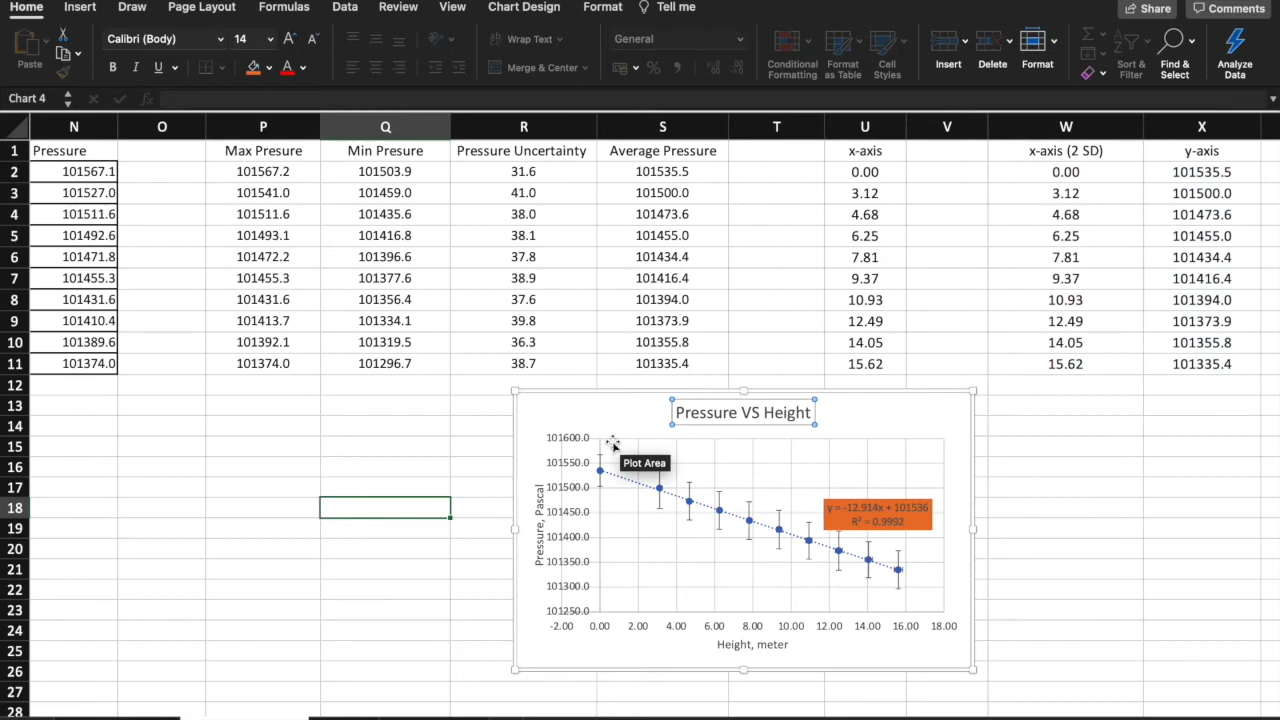 Home Insert Draw Page Layout Formulas Data Review View Chart Design Format Tell me Share Comments
Paste Calibri (Body) 14 A A Wrap Text General Conditional Formatting Format as Table Cell Styles Insert Delete Format Sort & Filter Find & Select Analyze Data
B I U A Merge & Center % 
Chart 4 fx
N O P Q R S T U V W X
1 Pressure Max Presure Min Presure Pressure Uncertainty Average Pressure x-axis x-axis (2 SD) y-axis
2 101567.1 101567.2 101503.9 31.6 101535.5 0.00 0.00 101535.5
3 101527.0 101541.0 101459.0 41.0 101500.0 3.12 3.12 101500.0
4 101511.6 101511.6 101435.6 38.0 101473.6 4.68 4.68 101473.6
5 101492.6 101493.1 101416.8 38.1 101455.0 6.25 6.25 101455.0
6 101471.8 101472.2 101396.6 37.8 101434.4 7.81 7.81 101434.4
7 101455.3 101455.3 101377.6 38.9 101416.4 9.37 9.37 101416.4
8 101431.6 101431.6 101356.4 37.6 101394.0 10.93 10.93 101394.0
9 101410.4 101413.7 101334.1 39.8 101373.9 12.49 12.49 101373.9
10 101389.6 101392.1 101319.5 36.3 101355.8 14.05 14.05 101355.8
11 101374.0 101374.0 101296.7 38.7 101335.4 15.62 15.62 101335.4
12
13
14
15
16
17
18
19
20
21
22
23
24
25
26
27
28
Pressure VS Height
Pressure, Pascal
101600.0
101550.0
101500.0
101450.0
101400.0
101350.0
101300.0
101250.0
Plot Area
y = -12.914x + 101536
R² = 0.9992
-2.00 0.00 2.00 4.00 6.00 8.00 10.00 12.00 14.00 16.00 18.00
Height, meter